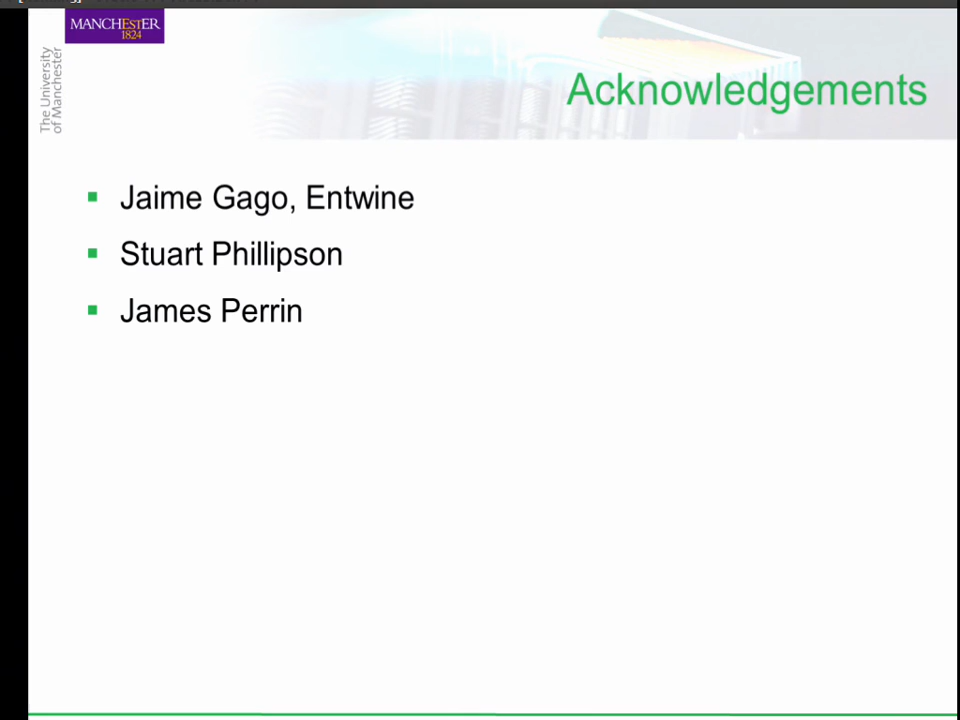 MANCHESTER
1824
The University
of Manchester
Acknowledgements
Jaime Gago, Entwine
Stuart Phillipson
James Perrin